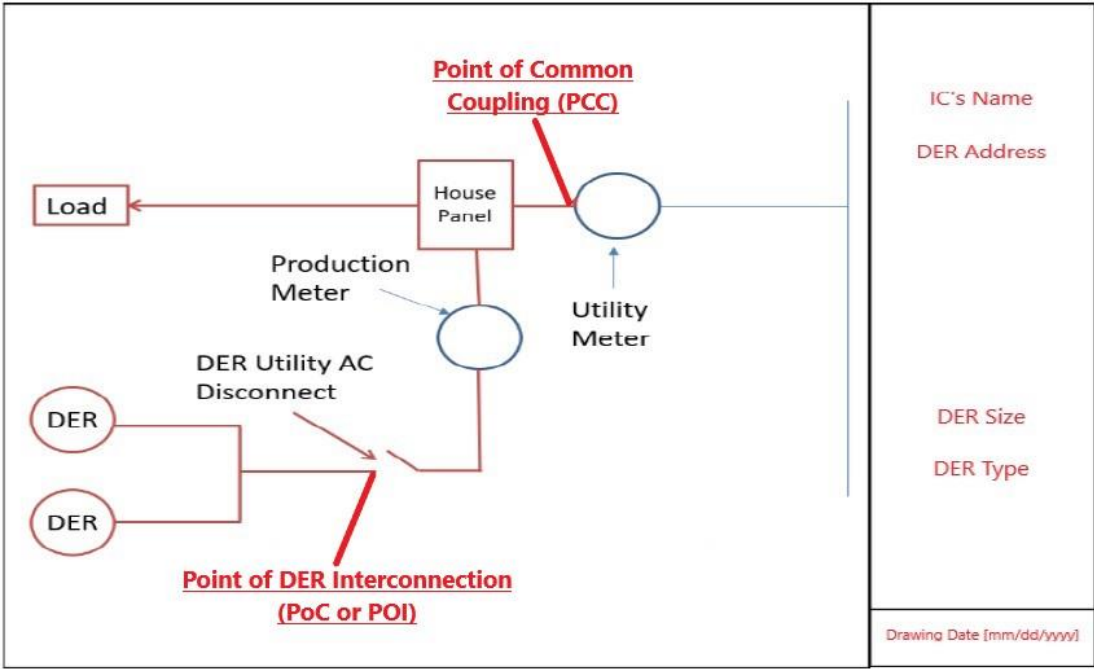 Point of Common
Coupling (PCC)
IC's Name
DER Address
House
Panel
Load
Production
Meter
Utility
Meter
DER Utility AC
Disconnect
DER
DER
Point of DER Interconnection
(PoC or POI)
DER Size
DER Type
Drawing Date [mm/dd/yyyy]